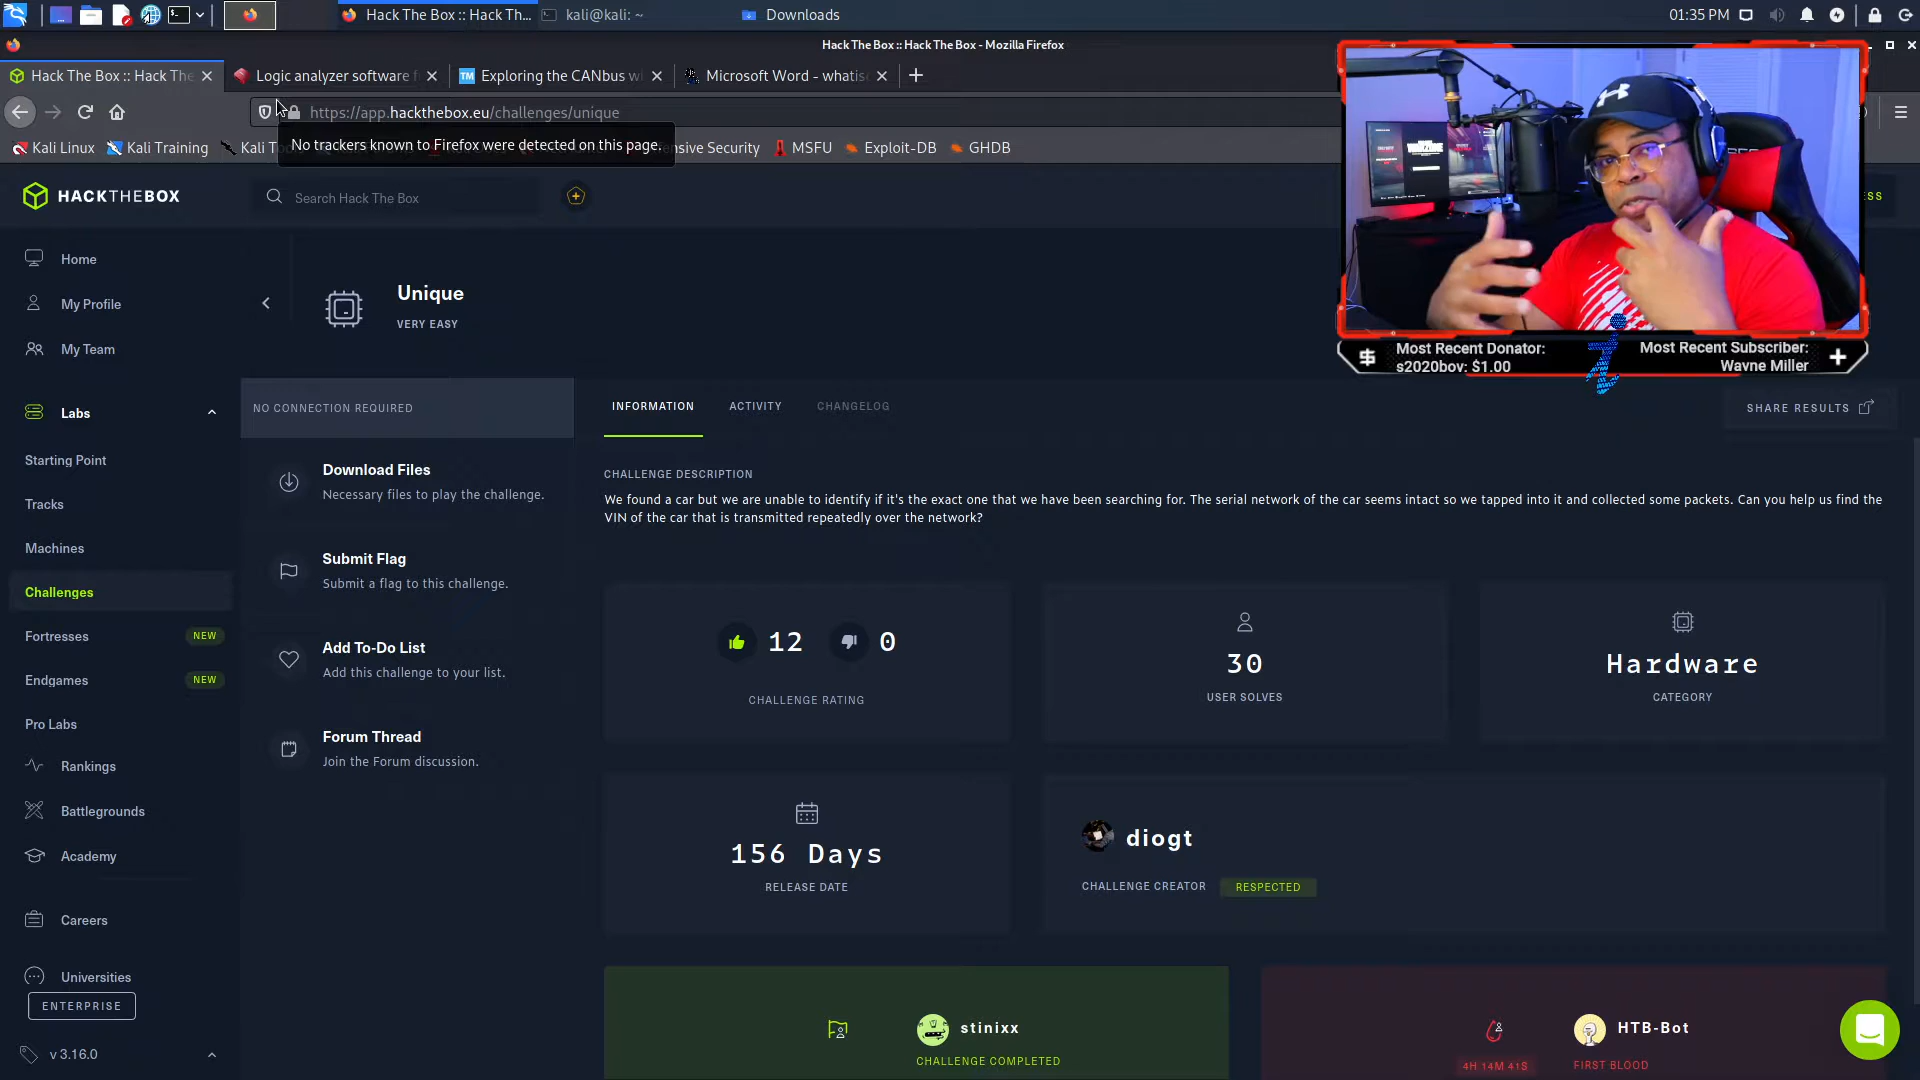 Hack The Box :: Hack Th...
kali@kali: ~
Downloads
01:35 PM
Hack The Box :: Hack The Box - Mozilla Firefox
Hack The Box :: Hack The
Logic analyzer software f
Exploring the CANbus w
Microsoft Word - whatis
https://app.hackthebox.eu/challenges/unique
No trackers known to Firefox were detected on this page.
Kali Linux
Kali Training
Kali To
ensive Security
MSFU
Exploit-DB
GHDB
HACKTHEBOX
Search Hack The Box
SS
Home
My Profile
My Team
Labs
Starting Point
Tracks
Machines
Challenges
Fortresses NEW
Endgames NEW
Pro Labs
Rankings
Battlegrounds
Academy
Careers
Universities
ENTERPRISE
v 3.16.0
Unique
VERY EASY
Most Recent Donator:
s2020bov: $1.00
Most Recent Subscriber:
Wayne Miller
NO CONNECTION REQUIRED
Download Files
Necessary files to play the challenge.
Submit Flag
Submit a flag to this challenge.
Add To-Do List
Add this challenge to your list.
Forum Thread
Join the Forum discussion.
INFORMATION
ACTIVITY
CHANGELOG
SHARE RESULTS
CHALLENGE DESCRIPTION
We found a car but we are unable to identify if it's the exact one that we have been searching for. The serial network of the car seems intact so we tapped into it and collected some packets. Can you help us find the
VIN of the car that is transmitted repeatedly over the network?
12 0
CHALLENGE RATING
30
USER SOLVES
Hardware
CATEGORY
156 Days
RELEASE DATE
diogt
CHALLENGE CREATOR RESPECTED
stinixx
CHALLENGE COMPLETED
4H 14M 41S
HTB-Bot
FIRST BLOOD